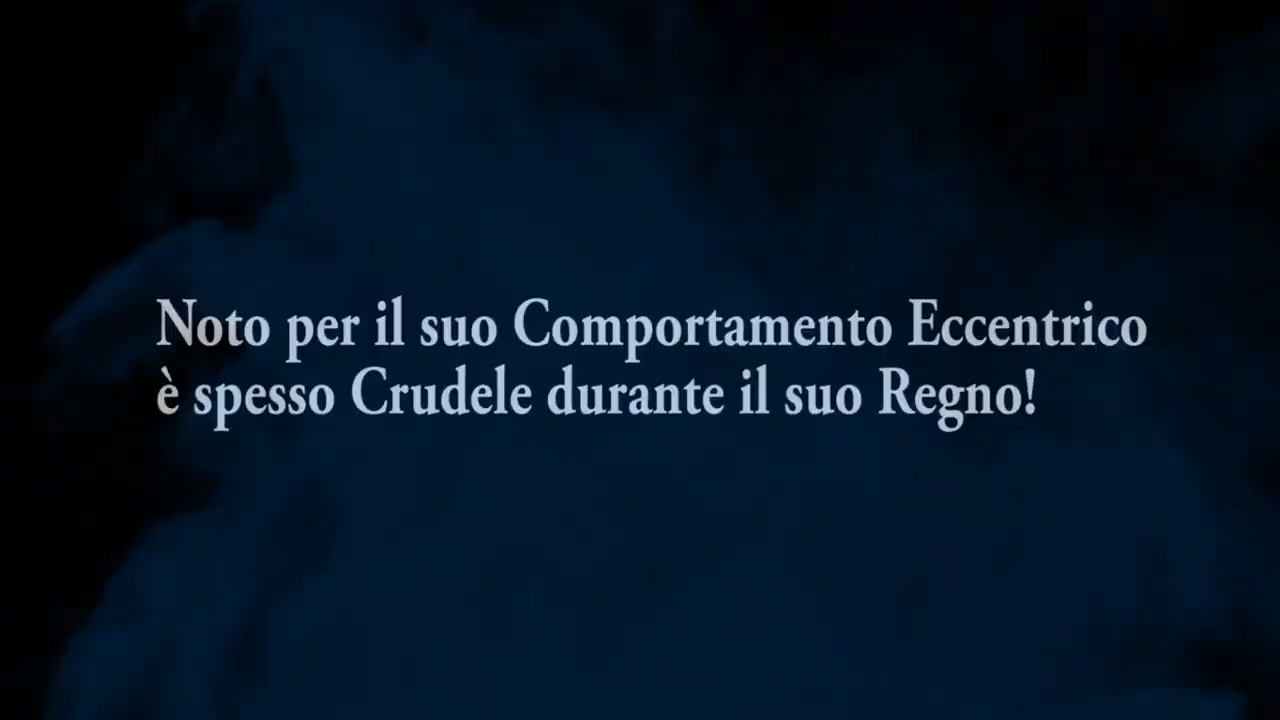 Noto per il suo Comportamento Eccentrico
è spesso Crudele durante il suo Regno!